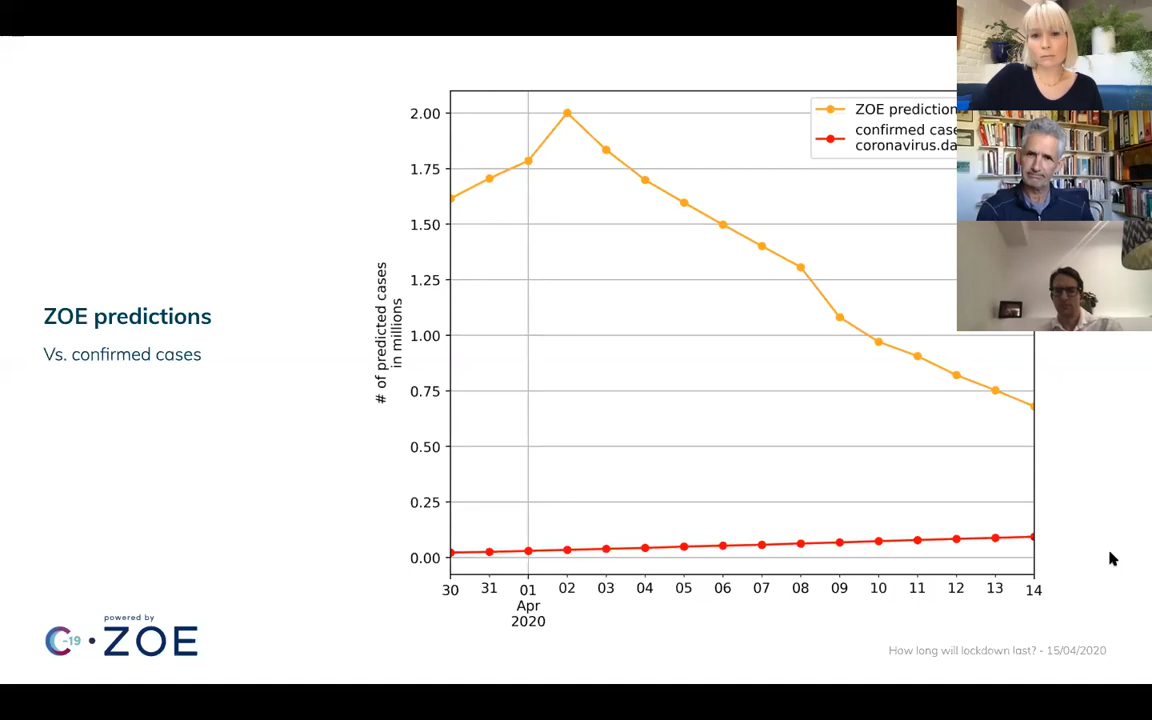 2.00
1.75
1.50
1.25
1.00
0.75
0.50
0.25
0.00
# of predicted cases
in millions
ZOE prediction
confirmed case
coronavirus.da
30
31
01
02
03
04
05
06
07
08
09
10
11
12
13
14
Apr
2020
ZOE predictions
Vs. confirmed cases
powered by
C-19 • ZOE
How long will lockdown last? - 15/04/2020